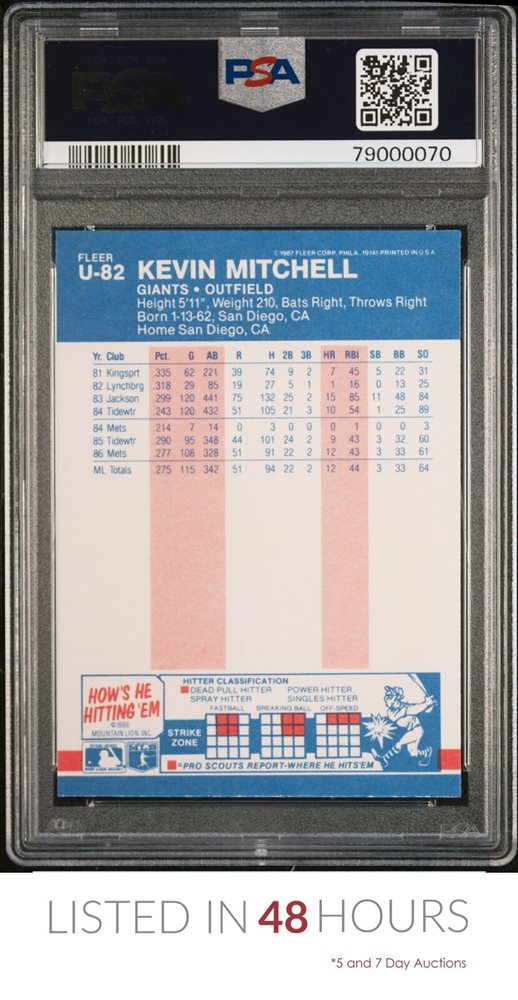 PSA
79000070
FLEER
U-82 KEVIN MITCHELL
©1987 FLEER CORP. PHILA., 19141-PRINTED IN U.S.A
GIANTS • OUTFIELD
Height 5'11", Weight 210, Bats Right, Throws Right
Born 1-13-62, San Diego, CA
Home San Diego, CA
Yr. Club Pct. G AB R H 2B 3B HR RBI SB BB SO
81 Kingsprt .335 62 221 39 74 9 2 7 45 5 22 31
82 Lynchbrg .318 29 85 19 27 5 1 1 16 0 13 25
83 Jackson .299 120 441 75 132 25 2 15 85 11 48 84
84 Tidewtr .243 120 432 51 105 21 3 10 54 1 25 89
84 Mets .214 7 14 0 3 0 0 0 1 0 0 3
85 Tidewtr .290 95 348 44 101 24 2 9 43 3 32 60
86 Mets .277 108 328 51 91 22 2 12 43 3 33 61
ML Totals .275 115 342 51 94 22 2 12 44 3 33 64
HOW'S HE
HITTING 'EM
©1986
MOUNTAIN LION, INC
HITTER CLASSIFICATION
DEAD PULL HITTER POWER HITTER
SPRAY HITTER SINGLES HITTER
FASTBALL BREAKING BALL OFF-SPEED
STRIKE
ZONE
=PRO SCOUTS REPORT-WHERE HE HITS'EM
LISTED IN 48 HOURS
*5 and 7 Day Auctions